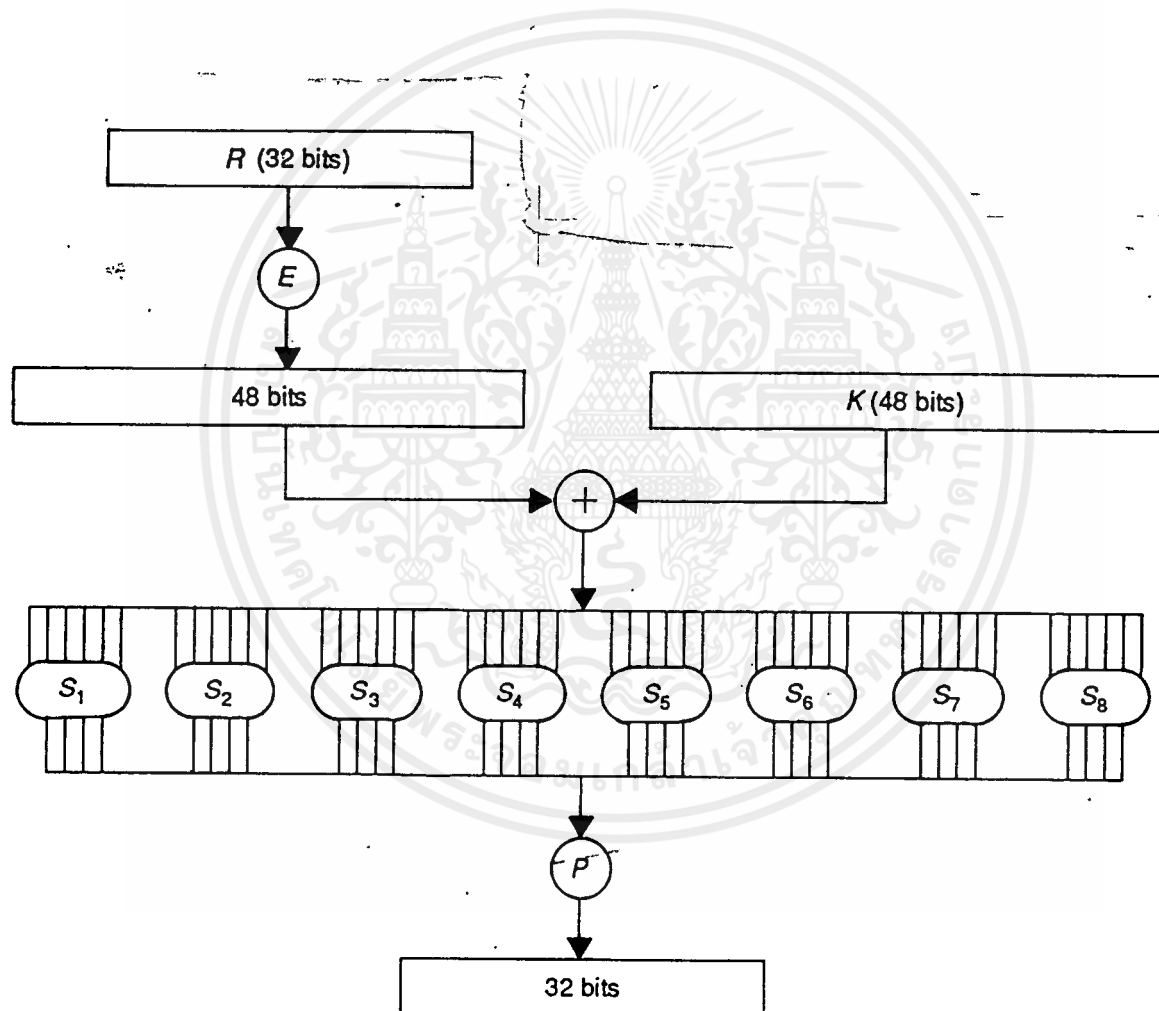 R (32 bits)
E
48 bits
K (48 bits)
+
S1 S2 S3 S4 S5 S6 S7 S8
P
32 bits